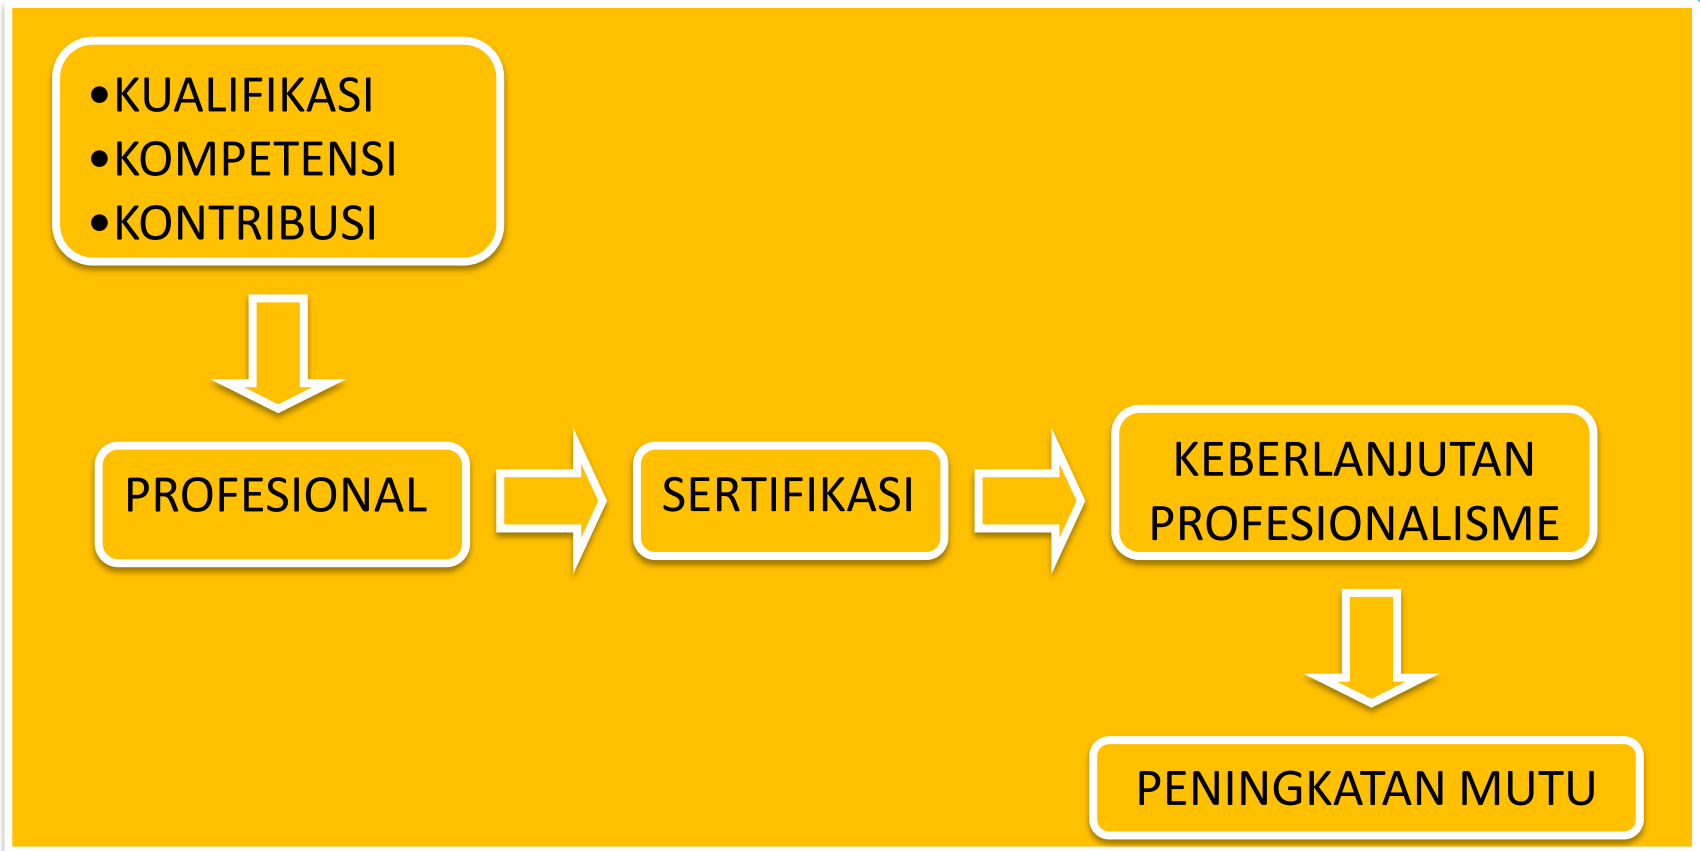 •KUALIFIKASI
•KOMPETENSI
•KONTRIBUSI
PROFESIONAL
SERTIFIKASI
KEBERLANJUTAN
PROFESIONALISME
PENINGKATAN MUTU